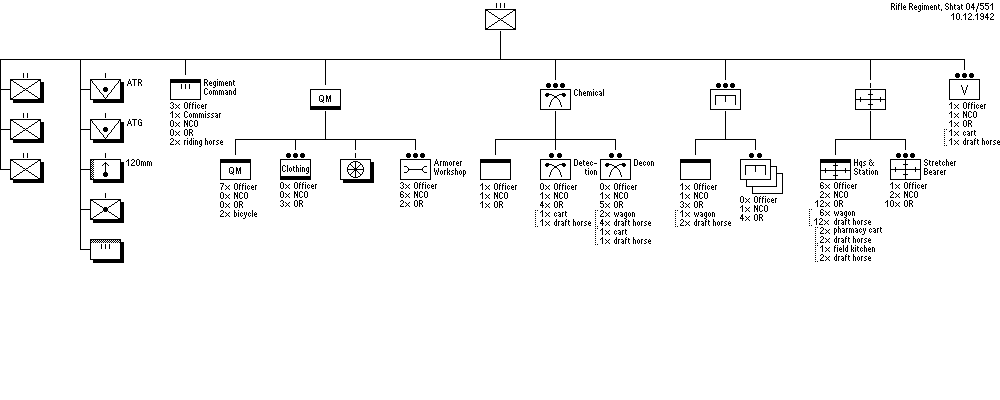 Rifle Regiment, Shtat 04/551
10.12.1942
ATR
ATG
120mm
Regiment
Command
3× Officer
1× Commissar
0× NCO
0× OR
2× riding horse
QM
QM
7× Officer
0× NCO
0× OR
2× bicycle
Clothing
0× Officer
0× NCO
3× OR
Armorer
Workshop
3× Officer
6× NCO
2× OR
Chemical
1× Officer
1× NCO
1× OR
Detec-
tion
0× Officer
1× NCO
4× OR
1× cart
1× draft horse
Decon
0× Officer
1× NCO
5× OR
2× wagon
4× draft horse
1× cart
1× draft horse
1× Officer
1× NCO
3× OR
1× wagon
2× draft horse
0× Officer
1× NCO
4× OR
Hqs &
Station
6× Officer
2× NCO
12× OR
6× wagon
12× draft horse
2× pharmacy cart
2× draft horse
1× field kitchen
2× draft horse
Stretcher
Bearer
1× Officer
2× NCO
10× OR
V
1× Officer
1× NCO
1× OR
1× cart
1× draft horse